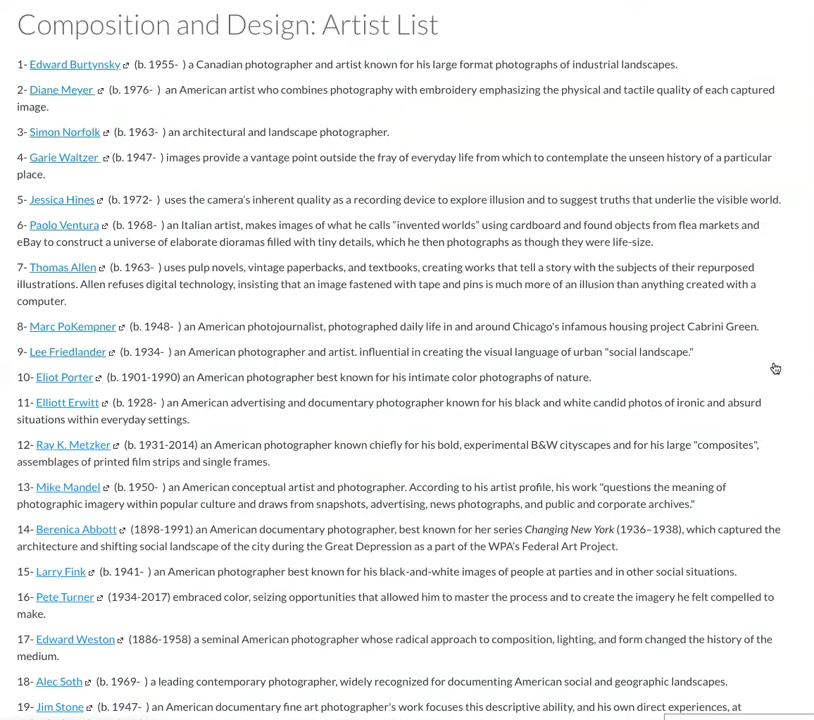 Composition and Design: Artist List
1- Edward Burtynsky (b. 1955- ) a Canadian photographer and artist known for his large format photographs of industrial landscapes.
2- Diane Meyer (b. 1976- ) an American artist who combines photography with embroidery emphasizing the physical and tactile quality of each captured
image.
3- Simon Norfolk (b. 1963- ) an architectural and landscape photographer.
4- Garie Waltzer (b. 1947- ) images provide a vantage point outside the fray of everyday life from which to contemplate the unseen history of a particular
place.
5- Jessica Hines (b. 1972- ) uses the camera’s inherent quality as a recording device to explore illusion and to suggest truths that underlie the visible world.
6- Paolo Ventura (b. 1968- ) an Italian artist, makes images of what he calls “invented worlds” using cardboard and found objects from flea markets and
eBay to construct a universe of elaborate dioramas filled with tiny details, which he then photographs as though they were life-size.
7- Thomas Allen (b. 1963- ) uses pulp novels, vintage paperbacks, and textbooks, creating works that tell a story with the subjects of their repurposed
illustrations. Allen refuses digital technology, insisting that an image fastened with tape and pins is much more of an illusion than anything created with a
computer.
8- Marc PoKempner (b. 1948- ) an American photojournalist, photographed daily life in and around Chicago's infamous housing project Cabrini Green.
9- Lee Friedlander (b. 1934- ) an American photographer and artist. influential in creating the visual language of urban "social landscape."
10- Eliot Porter (b. 1901-1990) an American photographer best known for his intimate color photographs of nature.
11- Elliott Erwitt (b. 1928- ) an American advertising and documentary photographer known for his black and white candid photos of ironic and absurd
situations within everyday settings.
12- Ray K. Metzker (b. 1931-2014) an American photographer known chiefly for his bold, experimental B&W cityscapes and for his large "composites",
assemblages of printed film strips and single frames.
13- Mike Mandel (b. 1950- ) an American conceptual artist and photographer. According to his artist profile, his work "questions the meaning of
photographic imagery within popular culture and draws from snapshots, advertising, news photographs, and public and corporate archives."
14- Berenica Abbott (1898-1991) an American documentary photographer, best known for her series Changing New York (1936–1938), which captured the
architecture and shifting social landscape of the city during the Great Depression as a part of the WPA’s Federal Art Project.
15- Larry Fink (b. 1941- ) an American photographer best known for his black-and-white images of people at parties and in other social situations.
16- Pete Turner (1934-2017) embraced color, seizing opportunities that allowed him to master the process and to create the imagery he felt compelled to
make.
17- Edward Weston (1886-1958) a seminal American photographer whose radical approach to composition, lighting, and form changed the history of the
medium.
18- Alec Soth (b. 1969- ) a leading contemporary photographer, widely recognized for documenting American social and geographic landscapes.
19- Jim Stone (b. 1947- ) an American documentary fine art photographer's work focuses this descriptive ability, and his own direct experiences, at